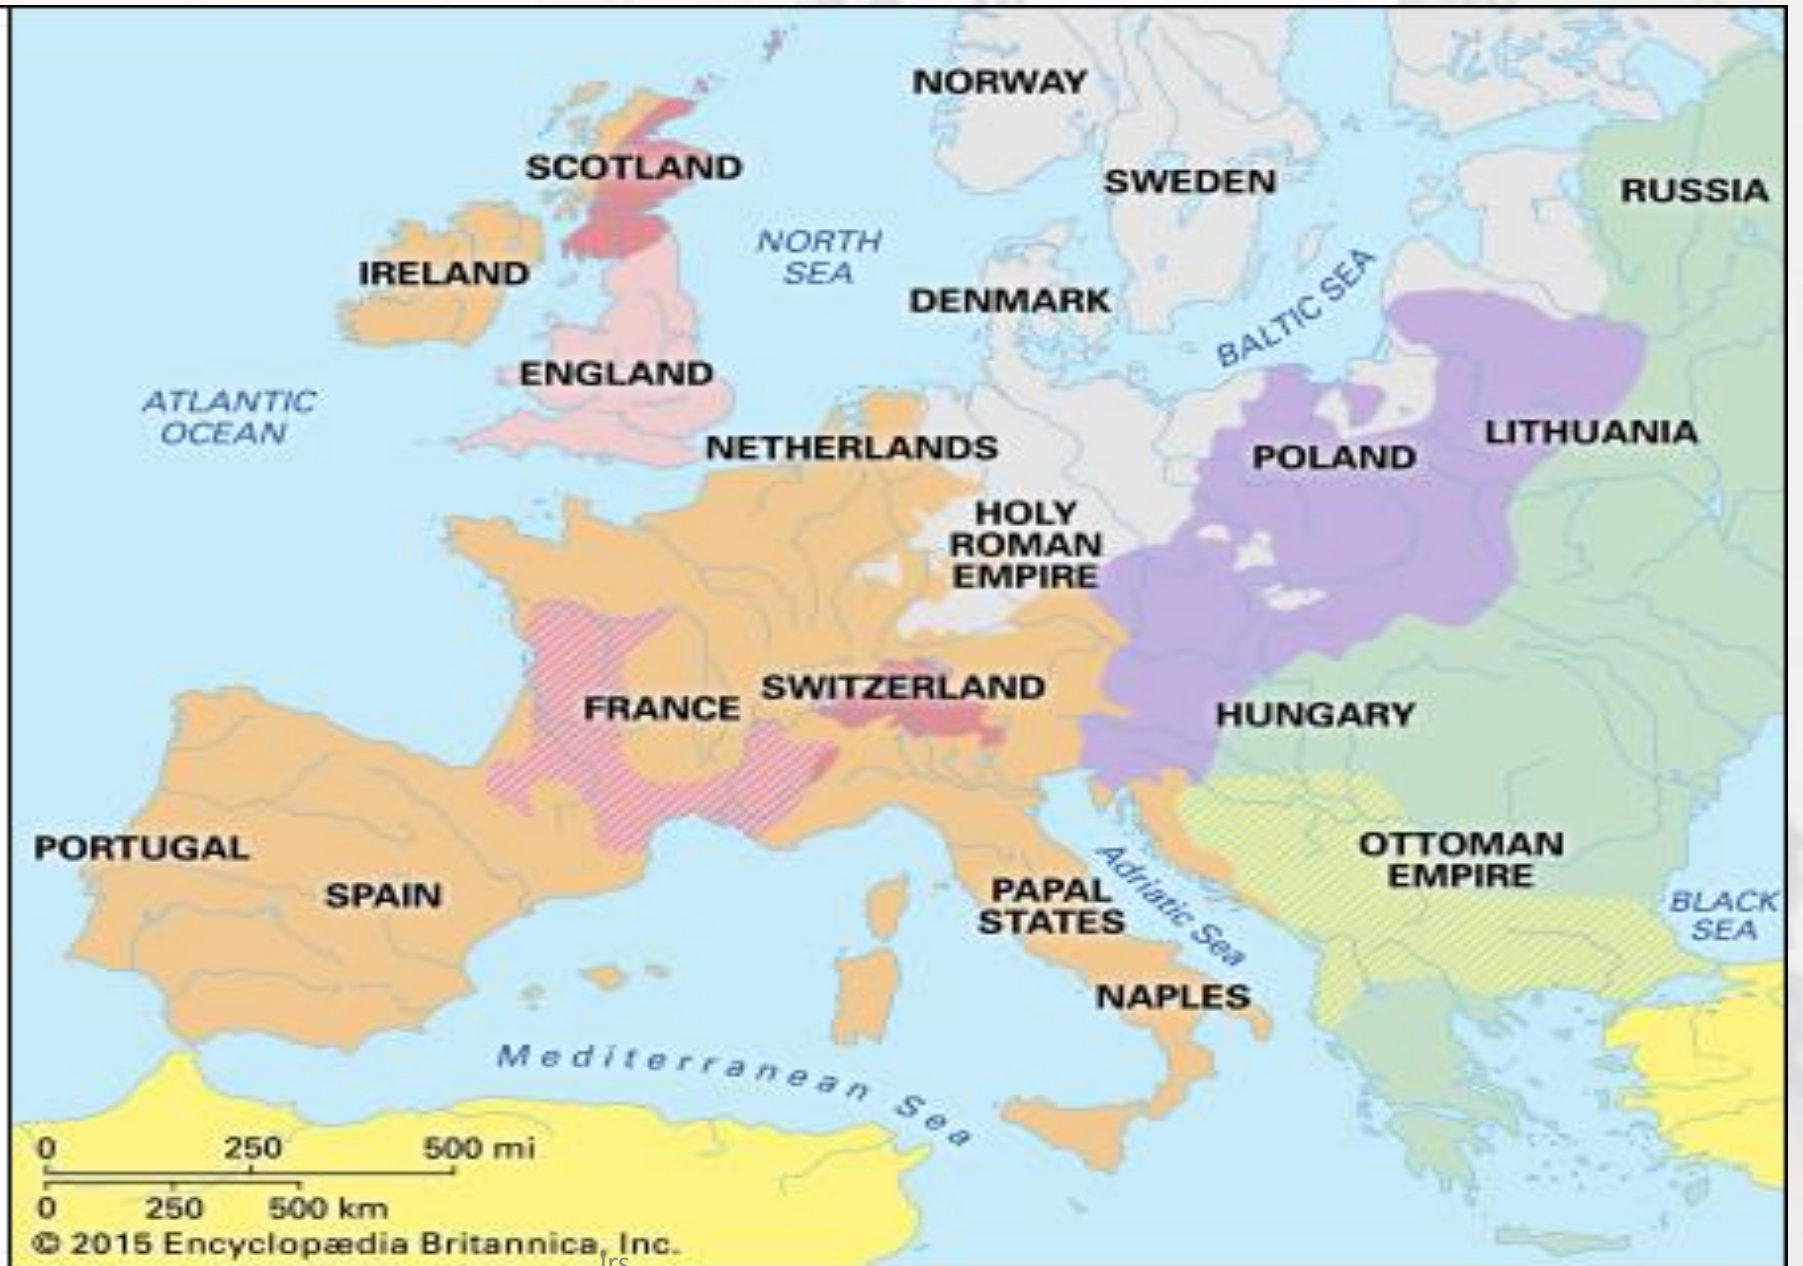 NORWAY
SCOTLAND
SWEDEN
RUSSIA
NORTH
SEA
IRELAND
DENMARK
BALTIC SEA
ENGLAND
ATLANTIC
OCEAN
NETHERLANDS
LITHUANIA
POLAND
HOLY
ROMAN
EMPIRE
SWITZERLAND
FRANCE
HUNGARY
PORTUGAL
SPAIN
OTTOMAN
EMPIRE
PAPAL
STATES
Adriatic Sea
BLACK
SEA
NAPLES
Mediterranean Sea
0 250 500 mi
0 250 500 km
© 2015 Encyclopædia Britannica, Inc.
Irs